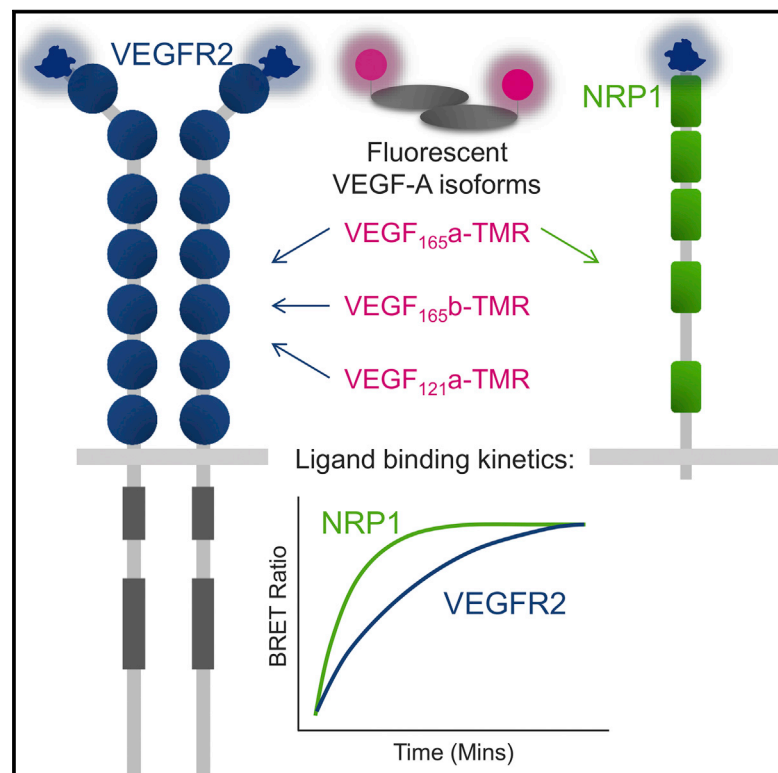 VEGFR2
NRP1
Fluorescent
VEGF-A isoforms
VEGF₁₆₅a-TMR
VEGF₁₆₅b-TMR
VEGF₁₂₁a-TMR
Ligand binding kinetics:
NRP1
VEGFR2
BRET Ratio
Time (Mins)